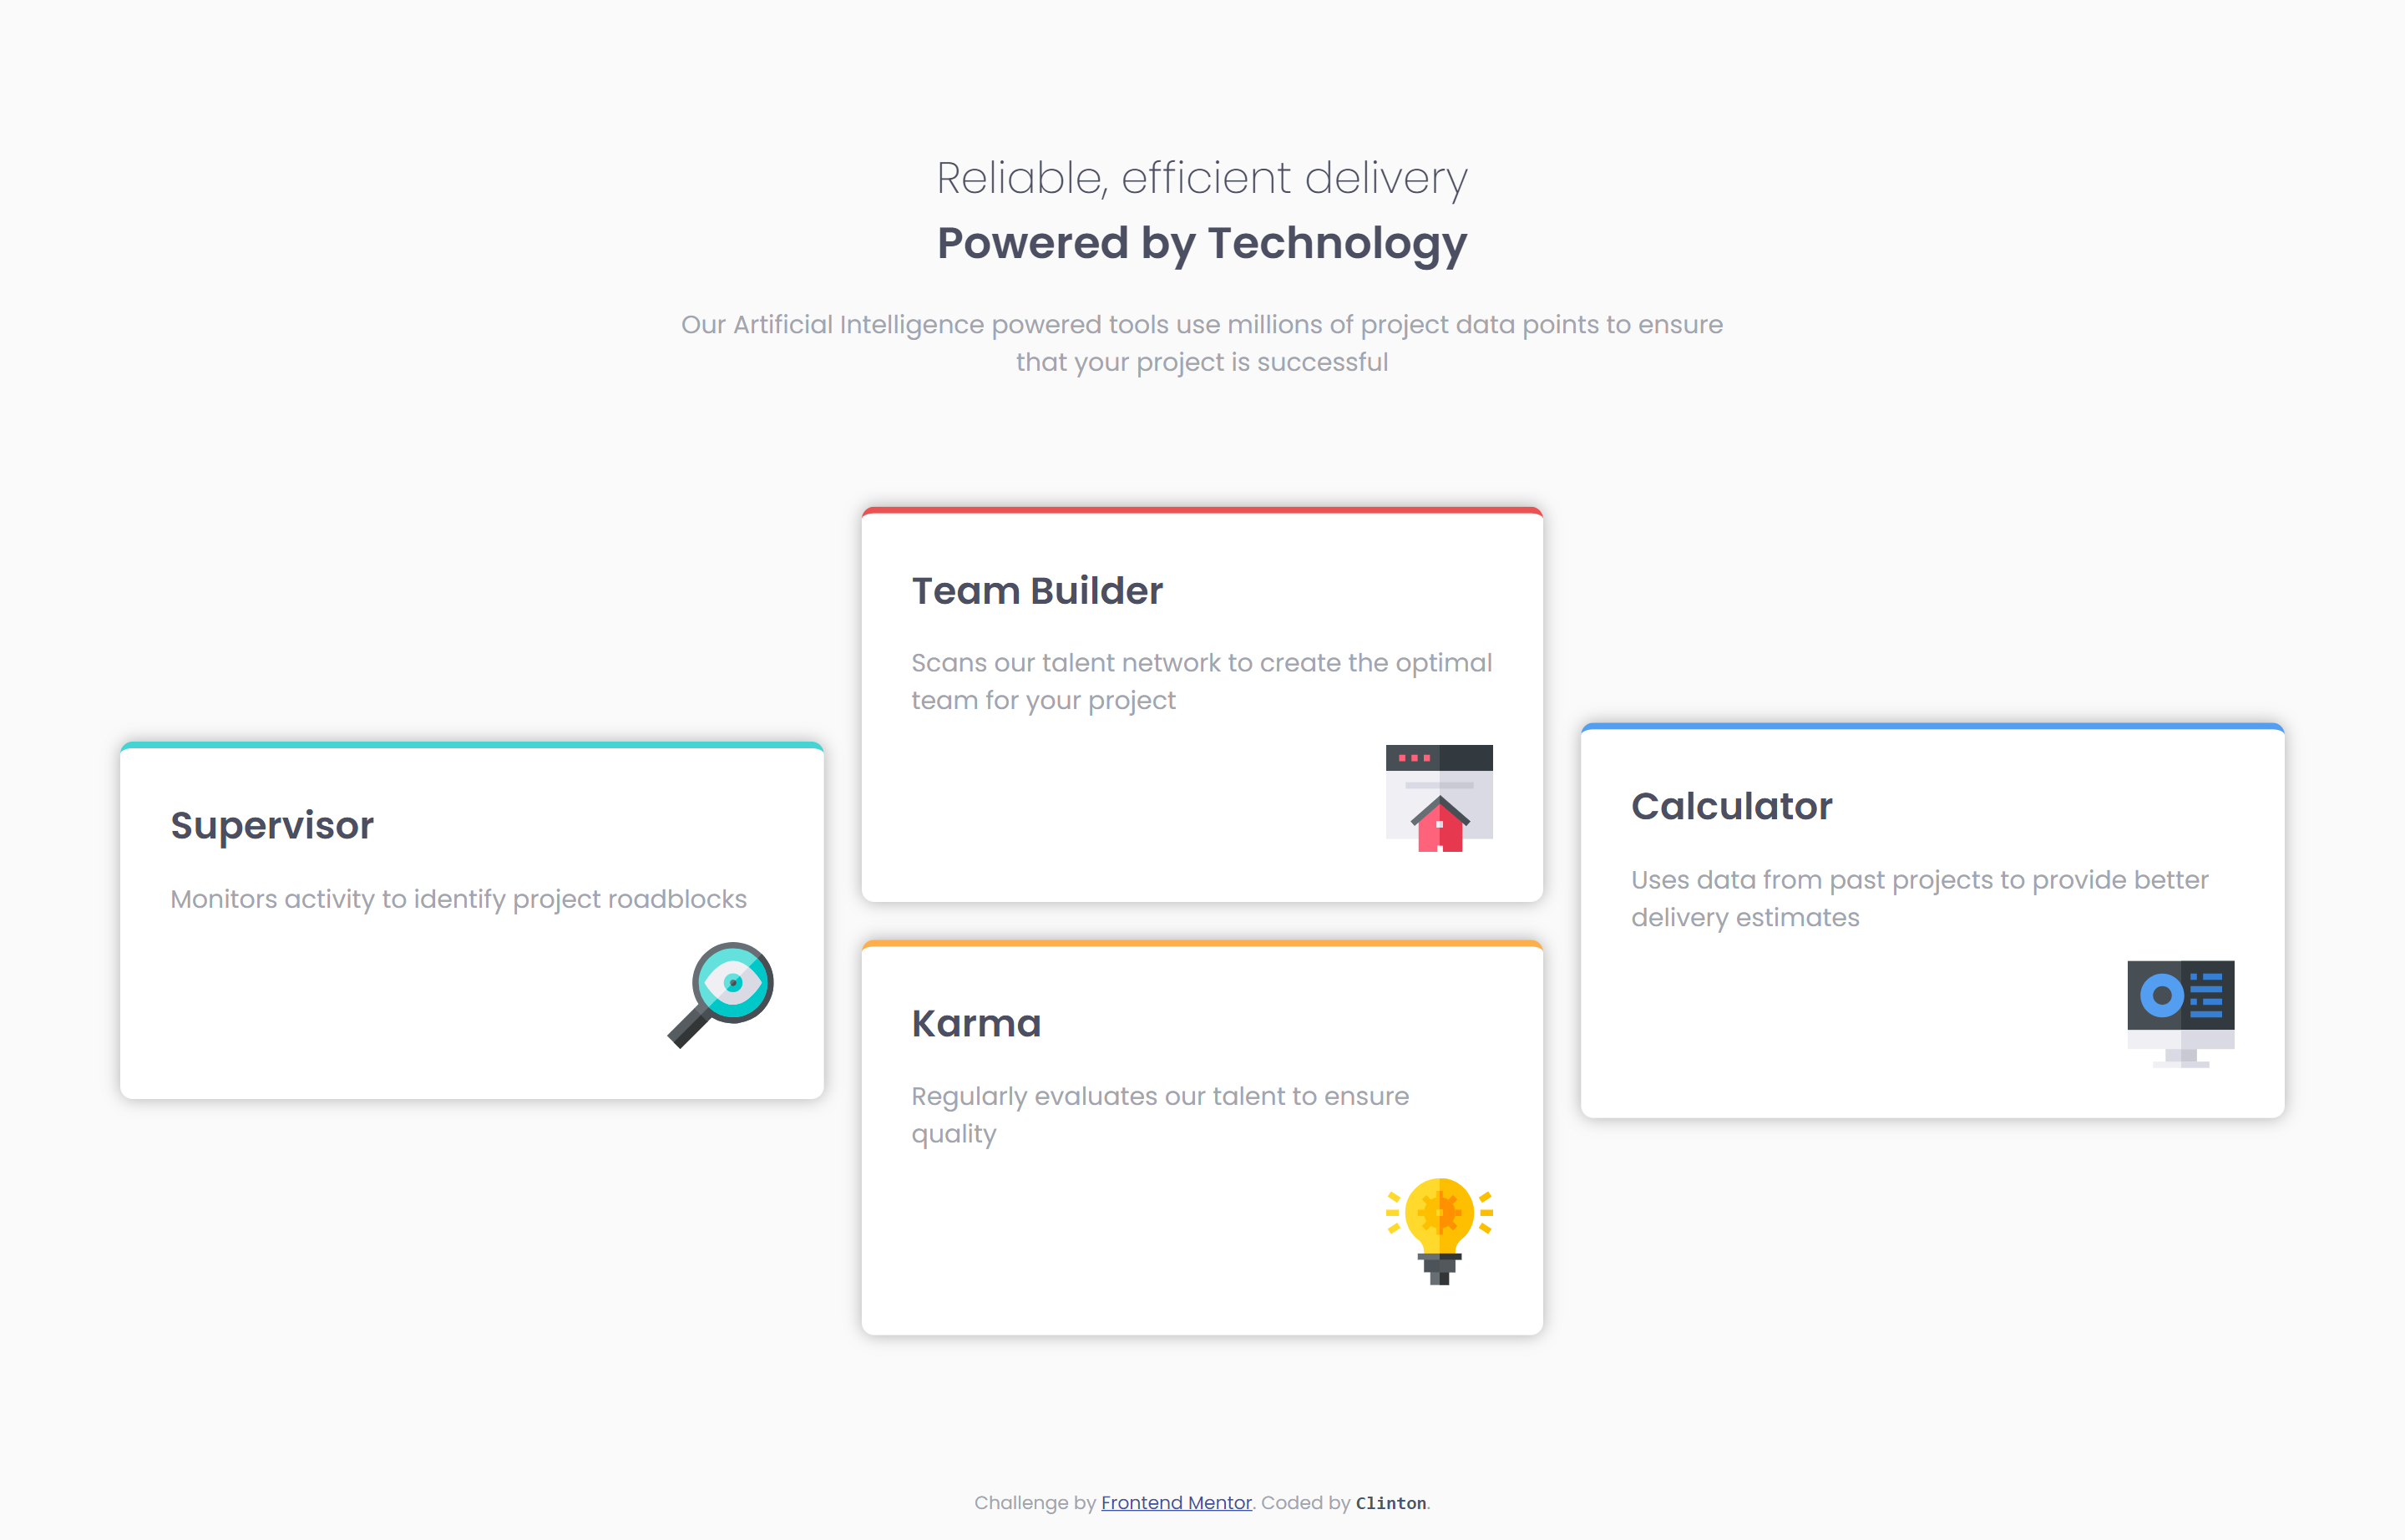 Reliable, efficient delivery
Powered by Technology
Our Artificial Intelligence powered tools use millions of project data points to ensure
that your project is successful
Supervisor
Monitors activity to identify project roadblocks
Team Builder
Scans our talent network to create the optimal
team for your project
Karma
Regularly evaluates our talent to ensure
quality
Calculator
Uses data from past projects to provide better
delivery estimates
Challenge by Frontend Mentor. Coded by Clinton.